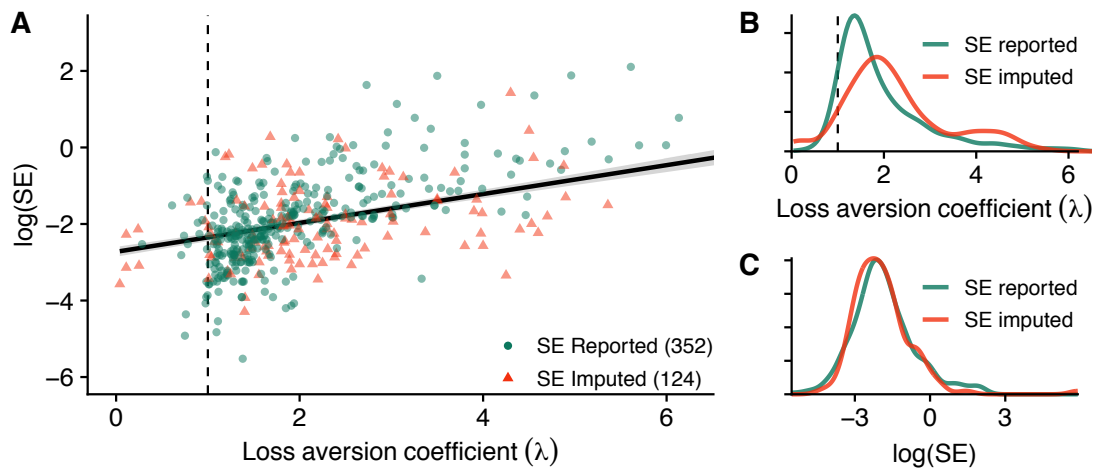 A
log(SE)
2
0
−2
−4
−6
0
2
4
6
Loss aversion coefficient (λ)
SE Reported (352)
SE Imputed (124)
B
SE reported
SE imputed
0
2
4
6
Loss aversion coefficient (λ)
C
SE reported
SE imputed
−3
0
3
log(SE)